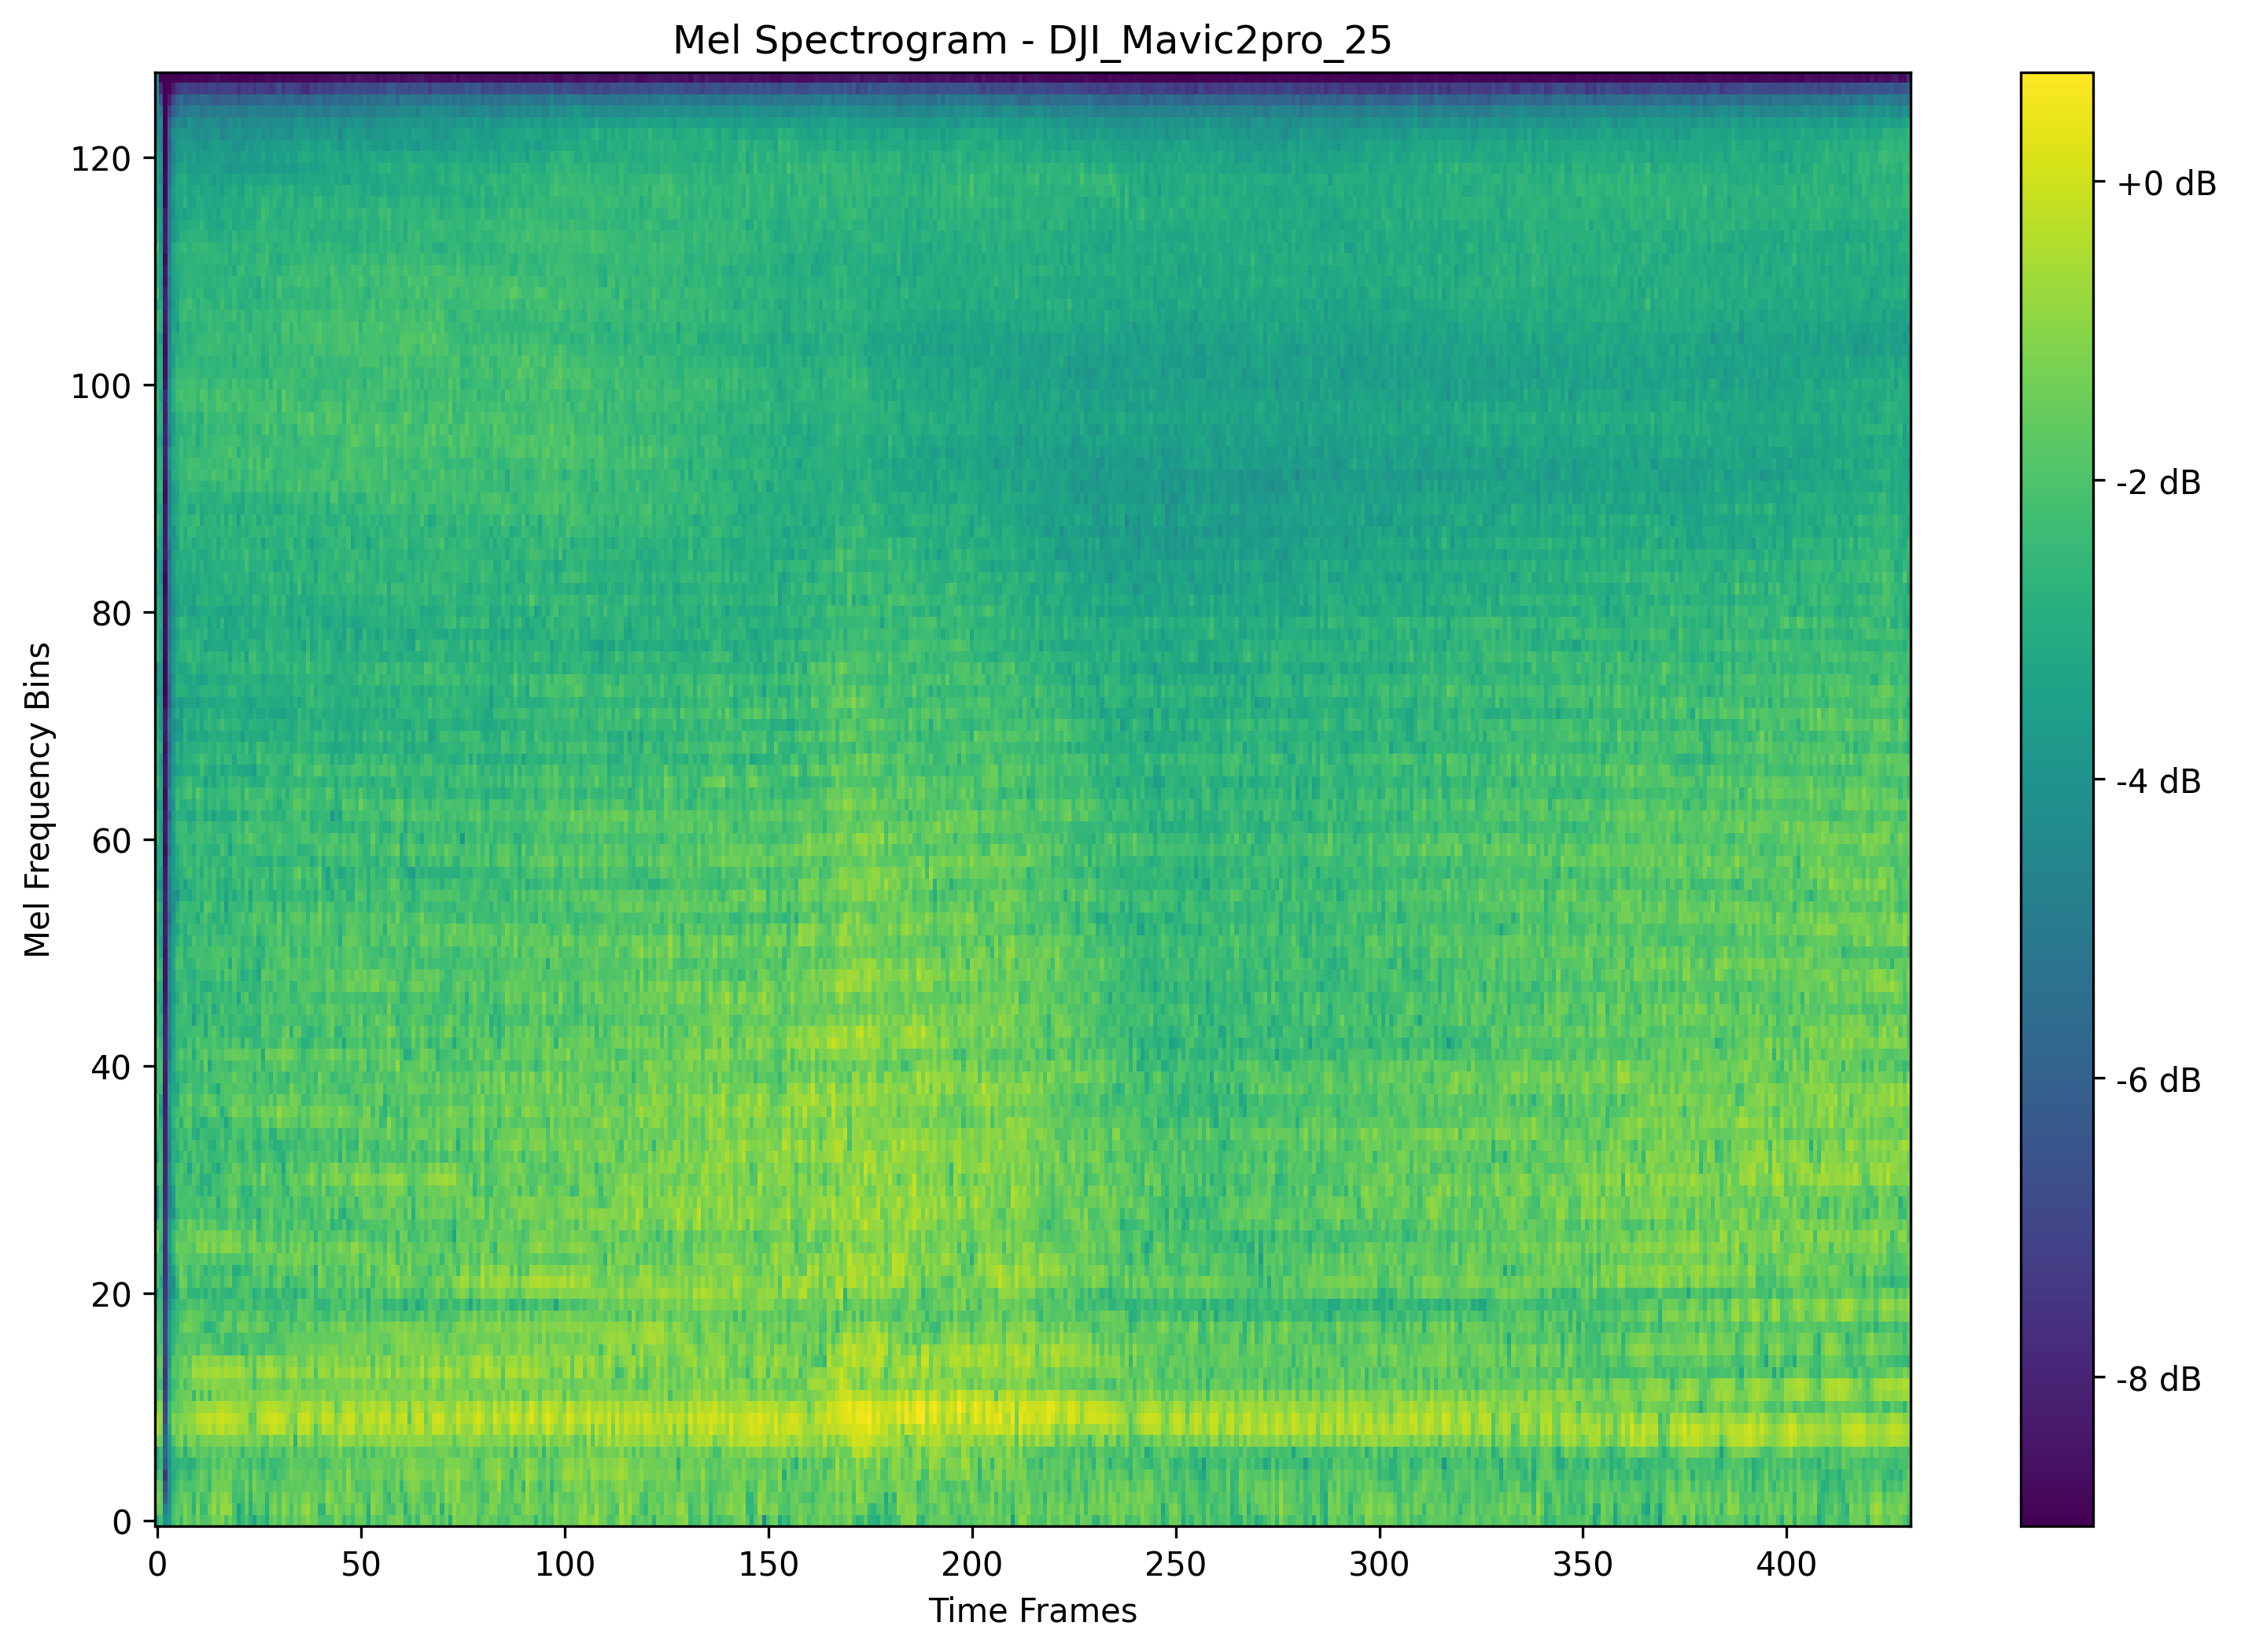 Mel Spectrogram - DJI_Mavic2pro_25
Mel Frequency Bins
120
100
80
60
40
20
0
0 50 100 150 200 250 300 350 400
Time Frames
+0 dB
-2 dB
-4 dB
-6 dB
-8 dB